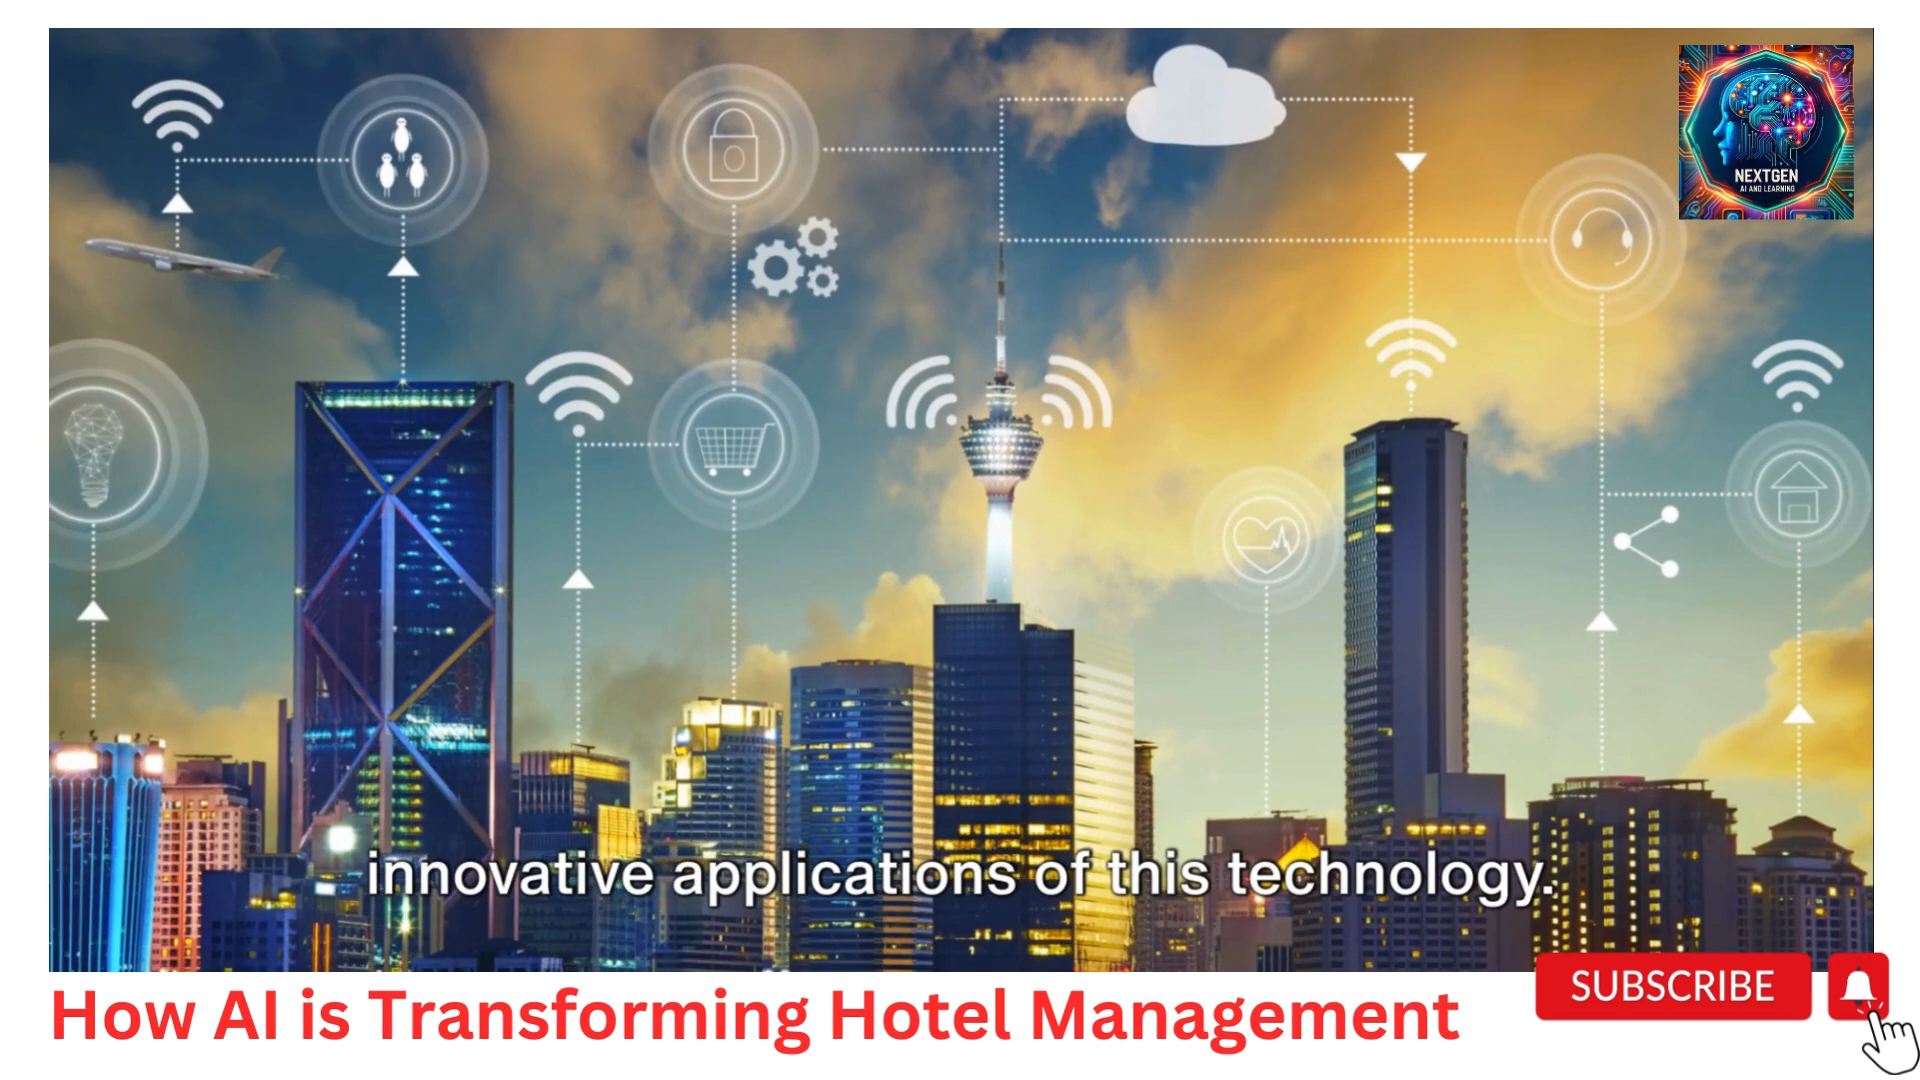 NEXTGEN
AI AND LEARNING
innovative applications of this technology.
How AI is Transforming Hotel Management
SUBSCRIBE